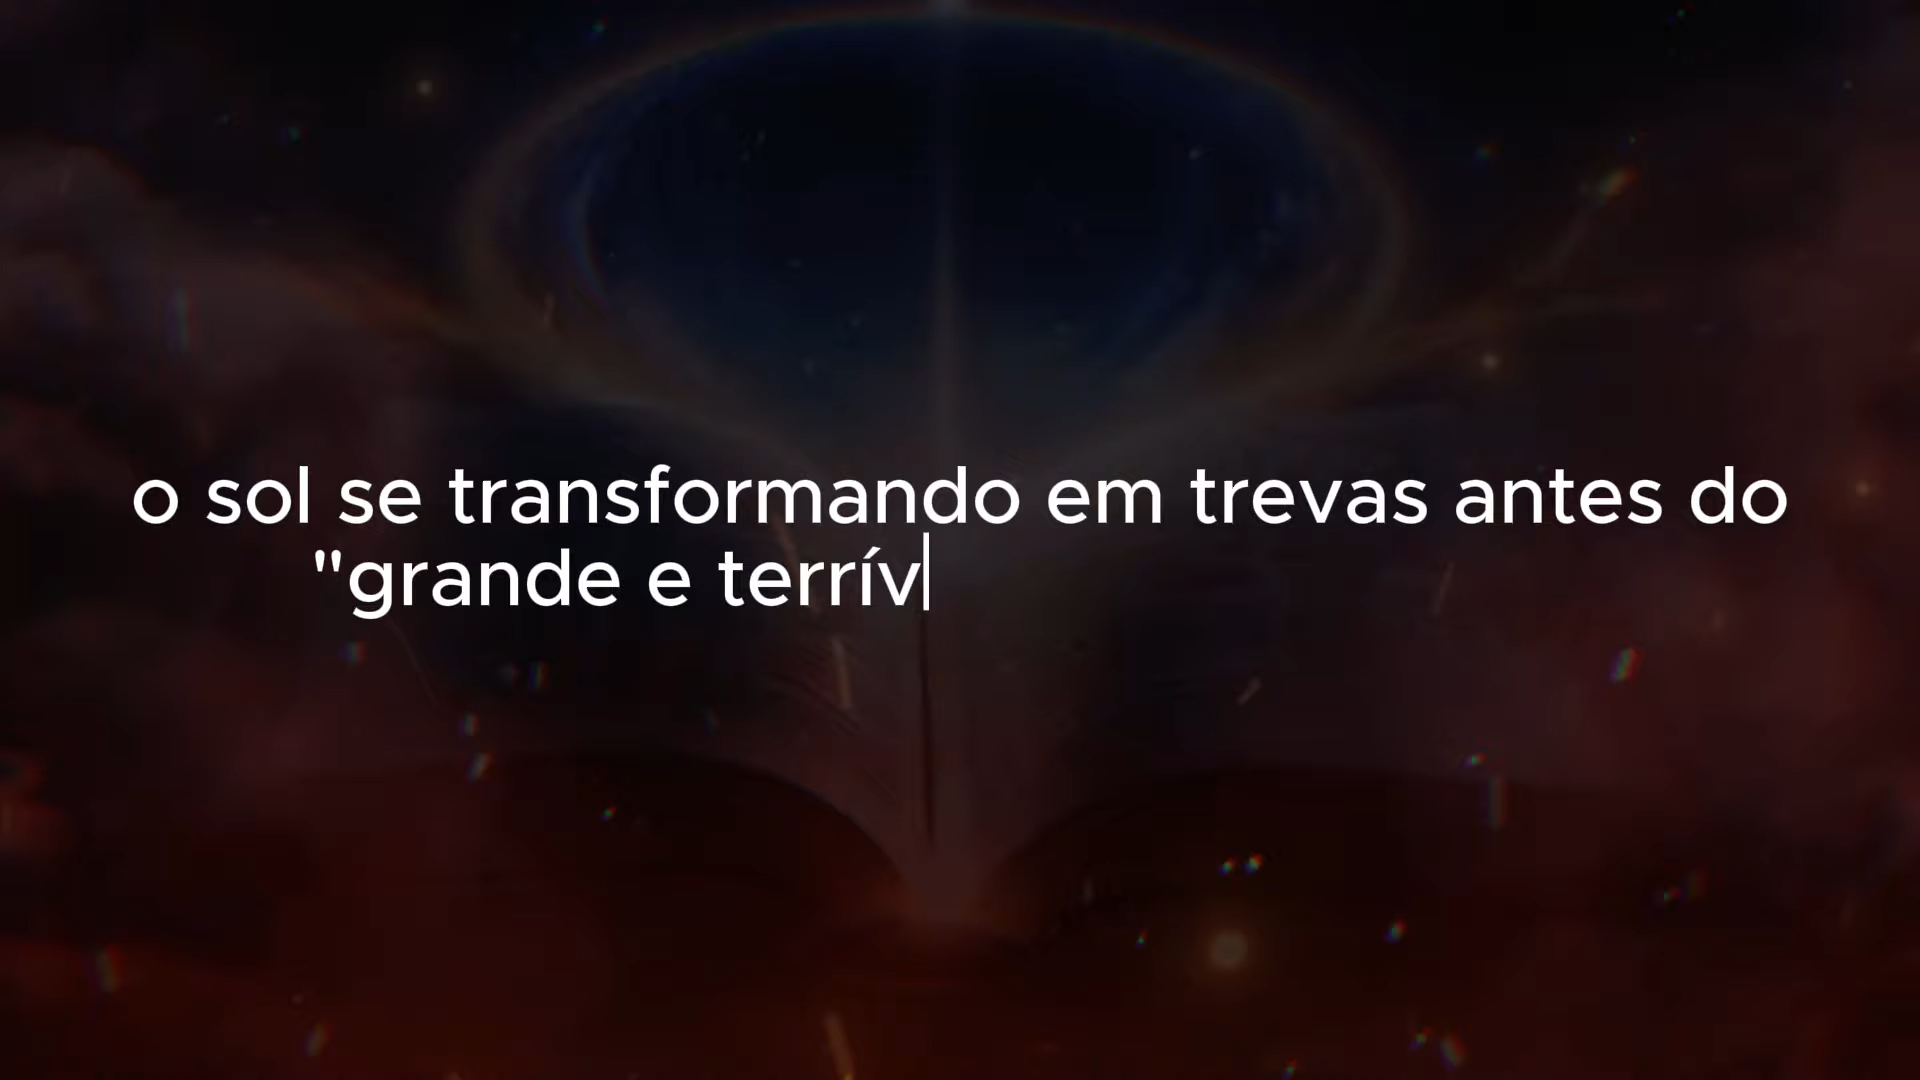 o sol se transformando em trevas antes do
"grande e terrív